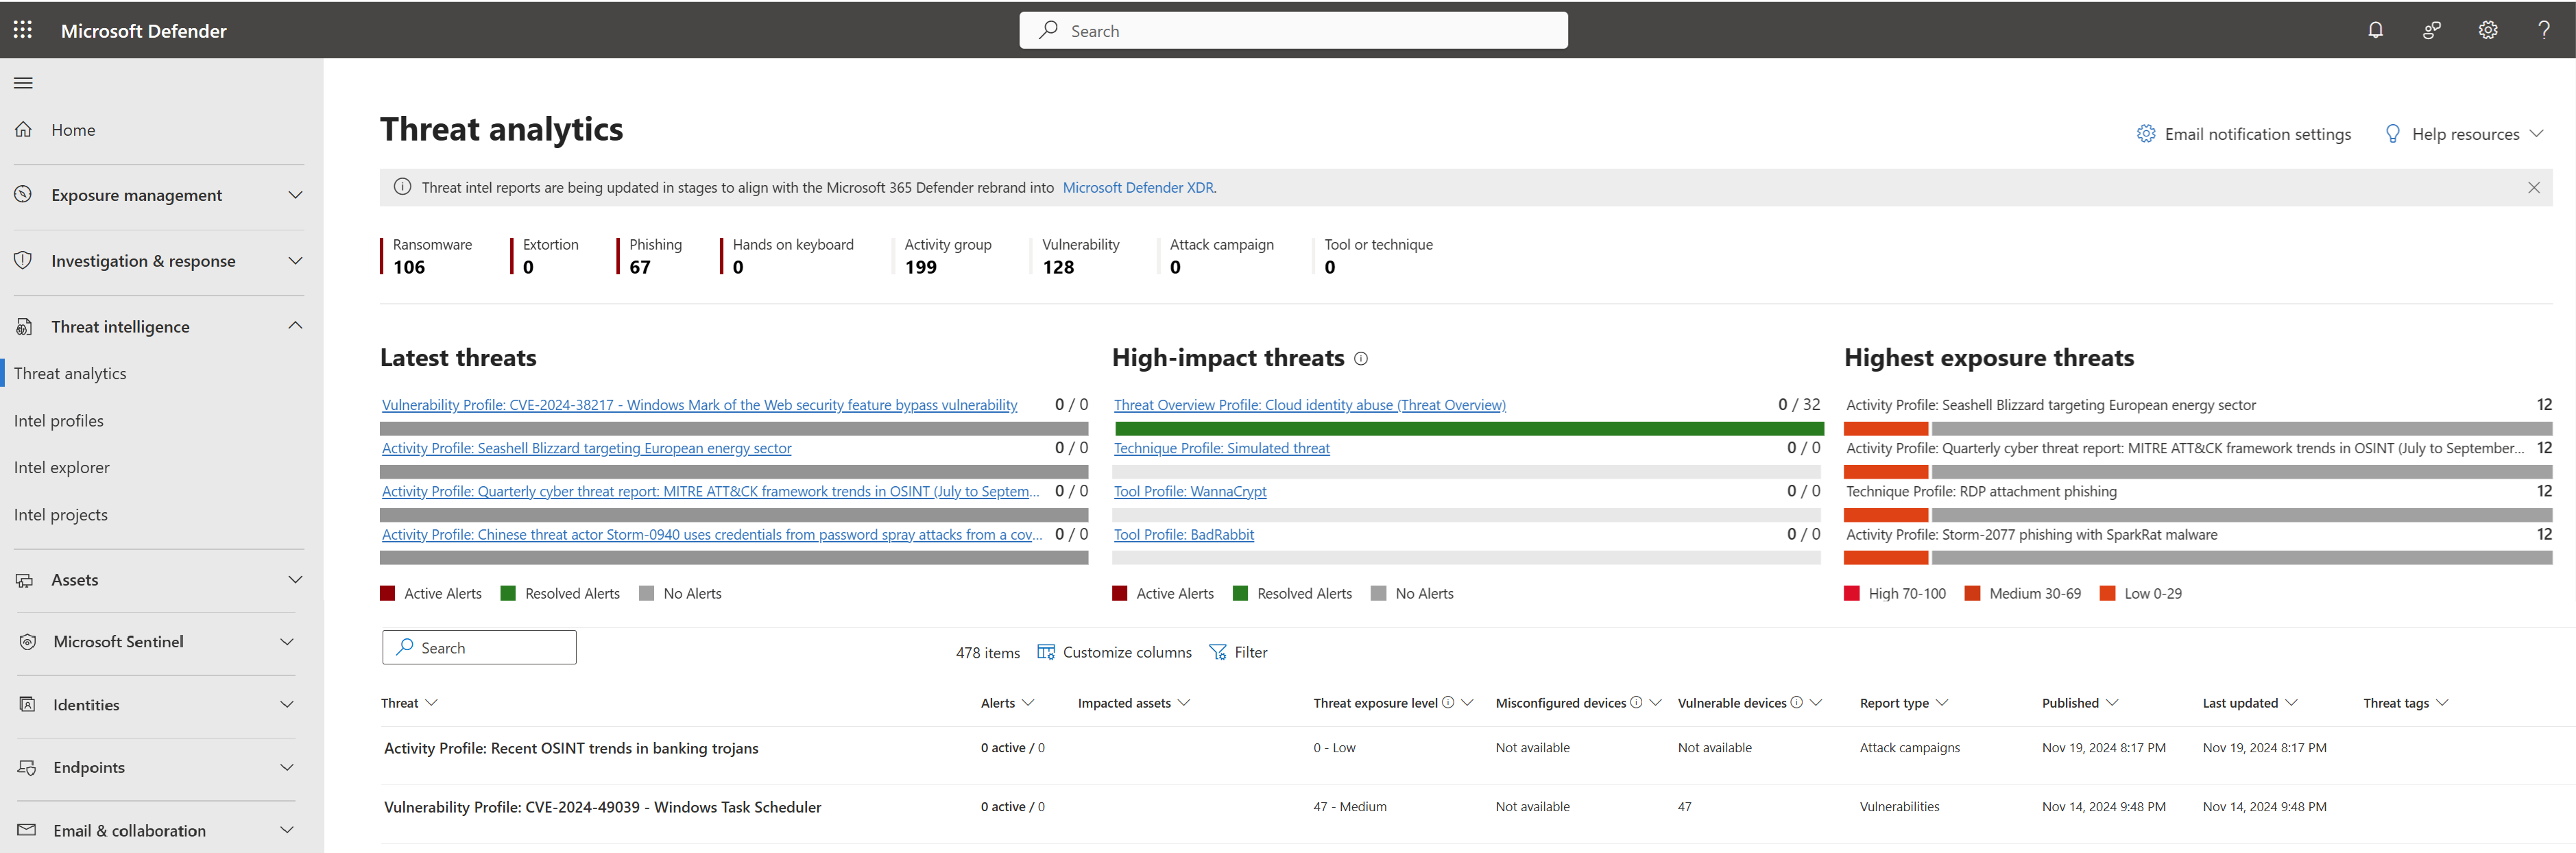 Microsoft Defender
Search
Home
Exposure management
Investigation & response
Threat intelligence
Threat analytics
Intel profiles
Intel explorer
Intel projects
Assets
Microsoft Sentinel
Identities
Endpoints
Email & collaboration
Threat analytics
Email notification settings
Help resources
Threat intel reports are being updated in stages to align with the Microsoft 365 Defender rebrand into Microsoft Defender XDR.
Ransomware
106
Extortion
0
Phishing
67
Hands on keyboard
0
Activity group
199
Vulnerability
128
Attack campaign
0
Tool or technique
0
Latest threats
Vulnerability Profile: CVE-2024-38217 - Windows Mark of the Web security feature bypass vulnerability 0 / 0
Activity Profile: Seashell Blizzard targeting European energy sector 0 / 0
Activity Profile: Quarterly cyber threat report: MITRE ATT&CK framework trends in OSINT (July to Septem... 0 / 0
Activity Profile: Chinese threat actor Storm-0940 uses credentials from password spray attacks from a cov... 0 / 0
Active Alerts Resolved Alerts No Alerts
High-impact threats
Threat Overview Profile: Cloud identity abuse (Threat Overview) 0 / 32
Technique Profile: Simulated threat 0 / 0
Tool Profile: WannaCrypt 0 / 0
Tool Profile: BadRabbit 0 / 0
Active Alerts Resolved Alerts No Alerts
Highest exposure threats
Activity Profile: Seashell Blizzard targeting European energy sector 12
Activity Profile: Quarterly cyber threat report: MITRE ATT&CK framework trends in OSINT (July to September... 12
Technique Profile: RDP attachment phishing 12
Activity Profile: Storm-2077 phishing with SparkRat malware 12
High 70-100 Medium 30-69 Low 0-29
Search
478 items Customize columns Filter
Threat Alerts Impacted assets Threat exposure level Misconfigured devices Vulnerable devices Report type Published Last updated Threat tags
Activity Profile: Recent OSINT trends in banking trojans 0 active / 0 0 - Low Not available Not available Attack campaigns Nov 19, 2024 8:17 PM Nov 19, 2024 8:17 PM
Vulnerability Profile: CVE-2024-49039 - Windows Task Scheduler 0 active / 0 47 - Medium Not available 47 Vulnerabilities Nov 14, 2024 9:48 PM Nov 14, 2024 9:48 PM